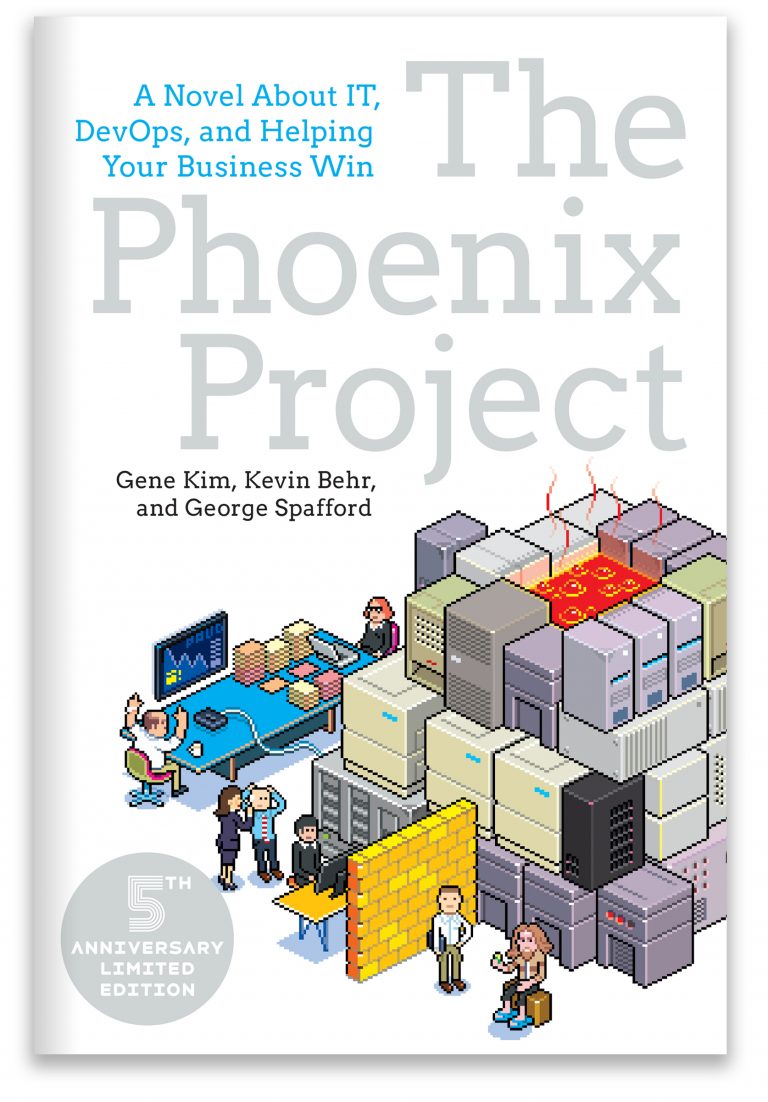 A Novel About IT,
DevOps, and Helping
Your Business Win
The
Phoenix
Project
Gene Kim, Kevin Behr,
and George Spafford
5TH
ANNIVERSARY
LIMITED
EDITION